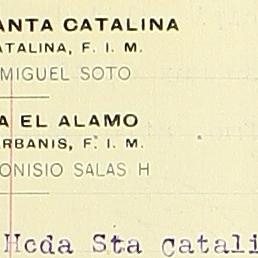 ANTA CATALINA
ATALINA, F. I. M.
MIGUEL SOTO
A EL ALAMO
RBANIS, F. I. M.
ONISIO SALAS H
Hcda Sta Catali